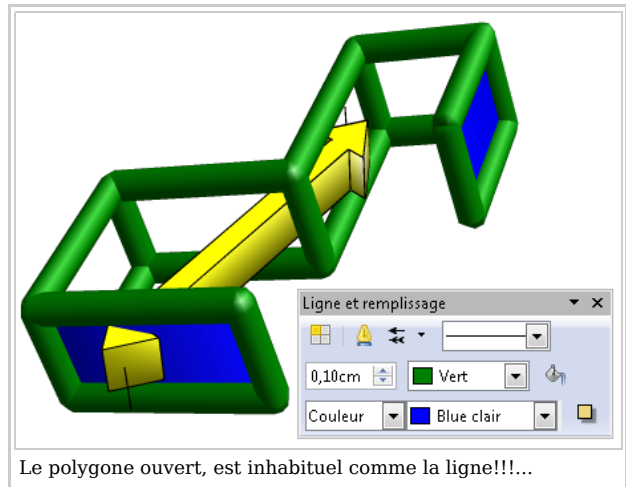 Ligne et remplissage
0,10cm Vert
Couleur Blue clair
Le polygone ouvert, est inhabituel comme la ligne!!!...